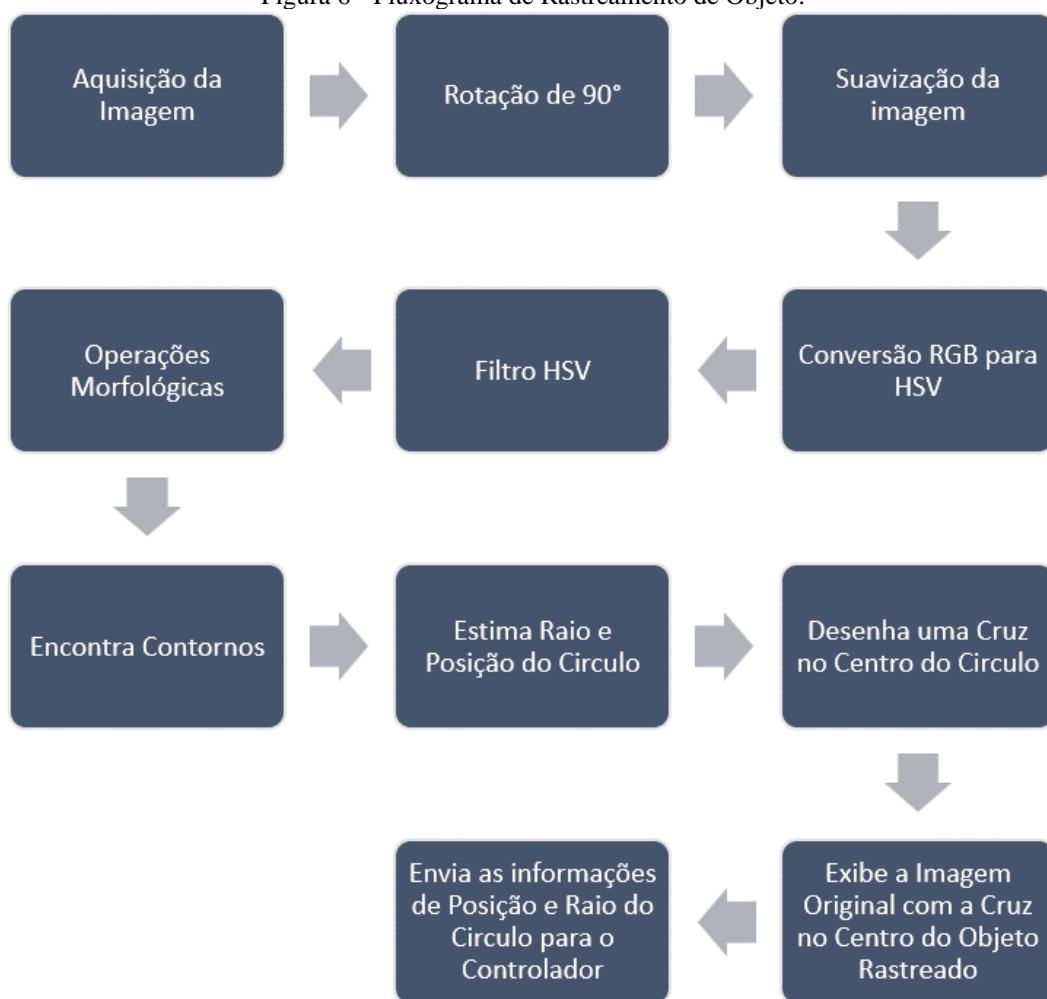 Figura - Fluxograma de Rastreamento de Objeto.
Aquisição da
Imagem
Rotação de 90°
Suavização da
imagem
Conversão RGB para
HSV
Filtro HSV
Operações
Morfológicas
Encontra Contornos
Estima Raio e
Posição do Circulo
Desenha uma Cruz
no Centro do Circulo
Exibe a Imagem
Original com a Cruz
no Centro do Objeto
Rastreado
Envia as informações
de Posição e Raio do
Circulo para o
Controlador